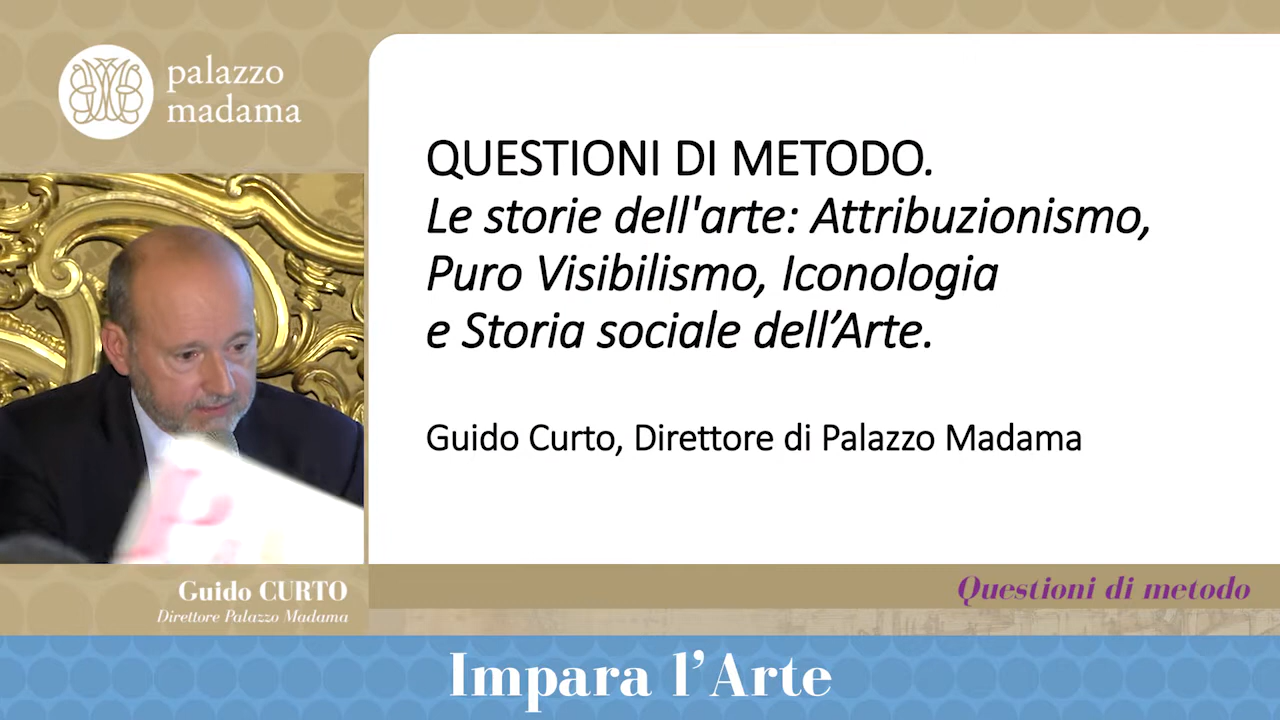 palazzo
madama
QUESTIONI DI METODO.
Le storie dell'arte: Attribuzionismo,
Puro Visibilismo, Iconologia
e Storia sociale dell’Arte.
Guido Curto, Direttore di Palazzo Madama
Guido CURTO
Direttore Palazzo Madama
Questioni di metodo
Impara l’Arte